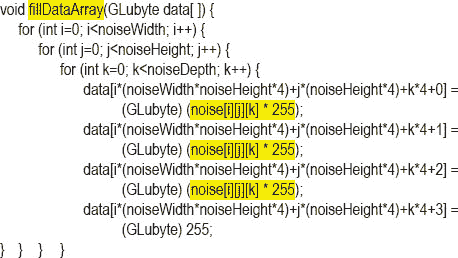 void fillDataArray(GLubyte data[ ]) {
for (int i=0; i<noiseWidth; i++) {
for (int j=0; j<noiseHeight; j++) {
for (int k=0; k<noiseDepth; k++) {
data[i*(noiseWidth*noiseHeight*4)+j*(noiseHeight*4)+k*4+0] =
(GLubyte) (noise[i][j][k] * 255);
data[i*(noiseWidth*noiseHeight*4)+j*(noiseHeight*4)+k*4+1] =
(GLubyte) (noise[i][j][k] * 255);
data[i*(noiseWidth*noiseHeight*4)+j*(noiseHeight*4)+k*4+2] =
(GLubyte) (noise[i][j][k] * 255);
data[i*(noiseWidth*noiseHeight*4)+j*(noiseHeight*4)+k*4+3] =
(GLubyte) 255;
} } } }